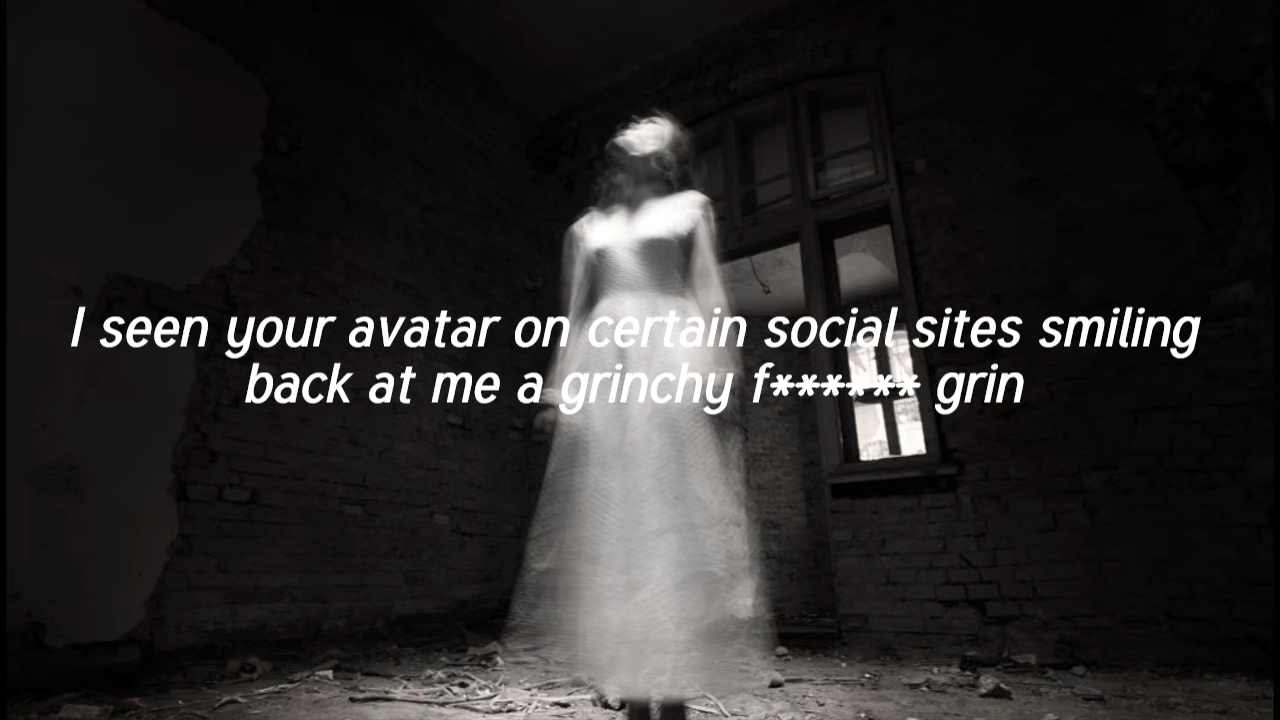 I seen your avatar on certain social sites smiling
back at me a grinchy f****** grin